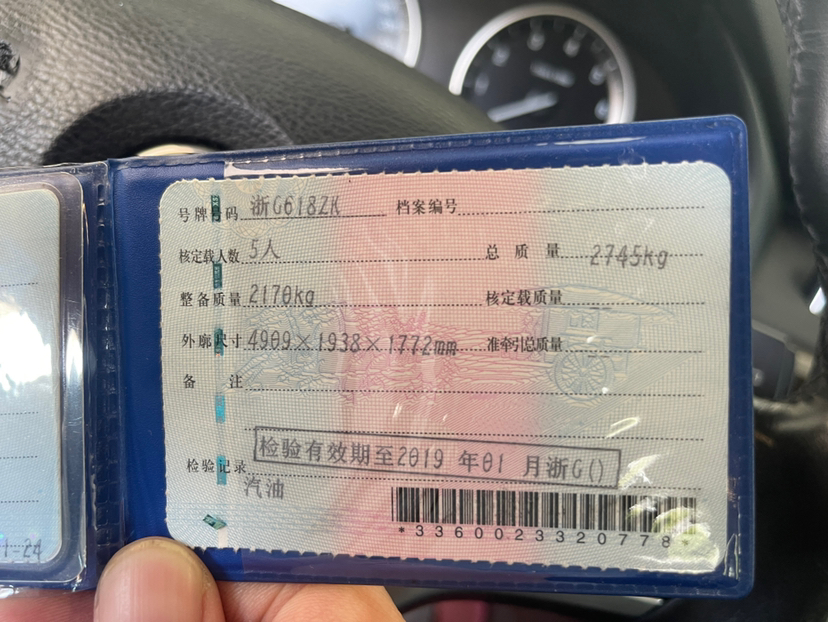 号牌号码 浙G618ZK 档案编号
核定载人数 5人 总质量 2745kg
整备质量 2170kg 核定载质量
外廓尺寸 4909×1938×1772mm 准牵引总质量
备注
检验记录 检验有效期至2019年01月浙G()
汽油
*3360023320778*
1-24